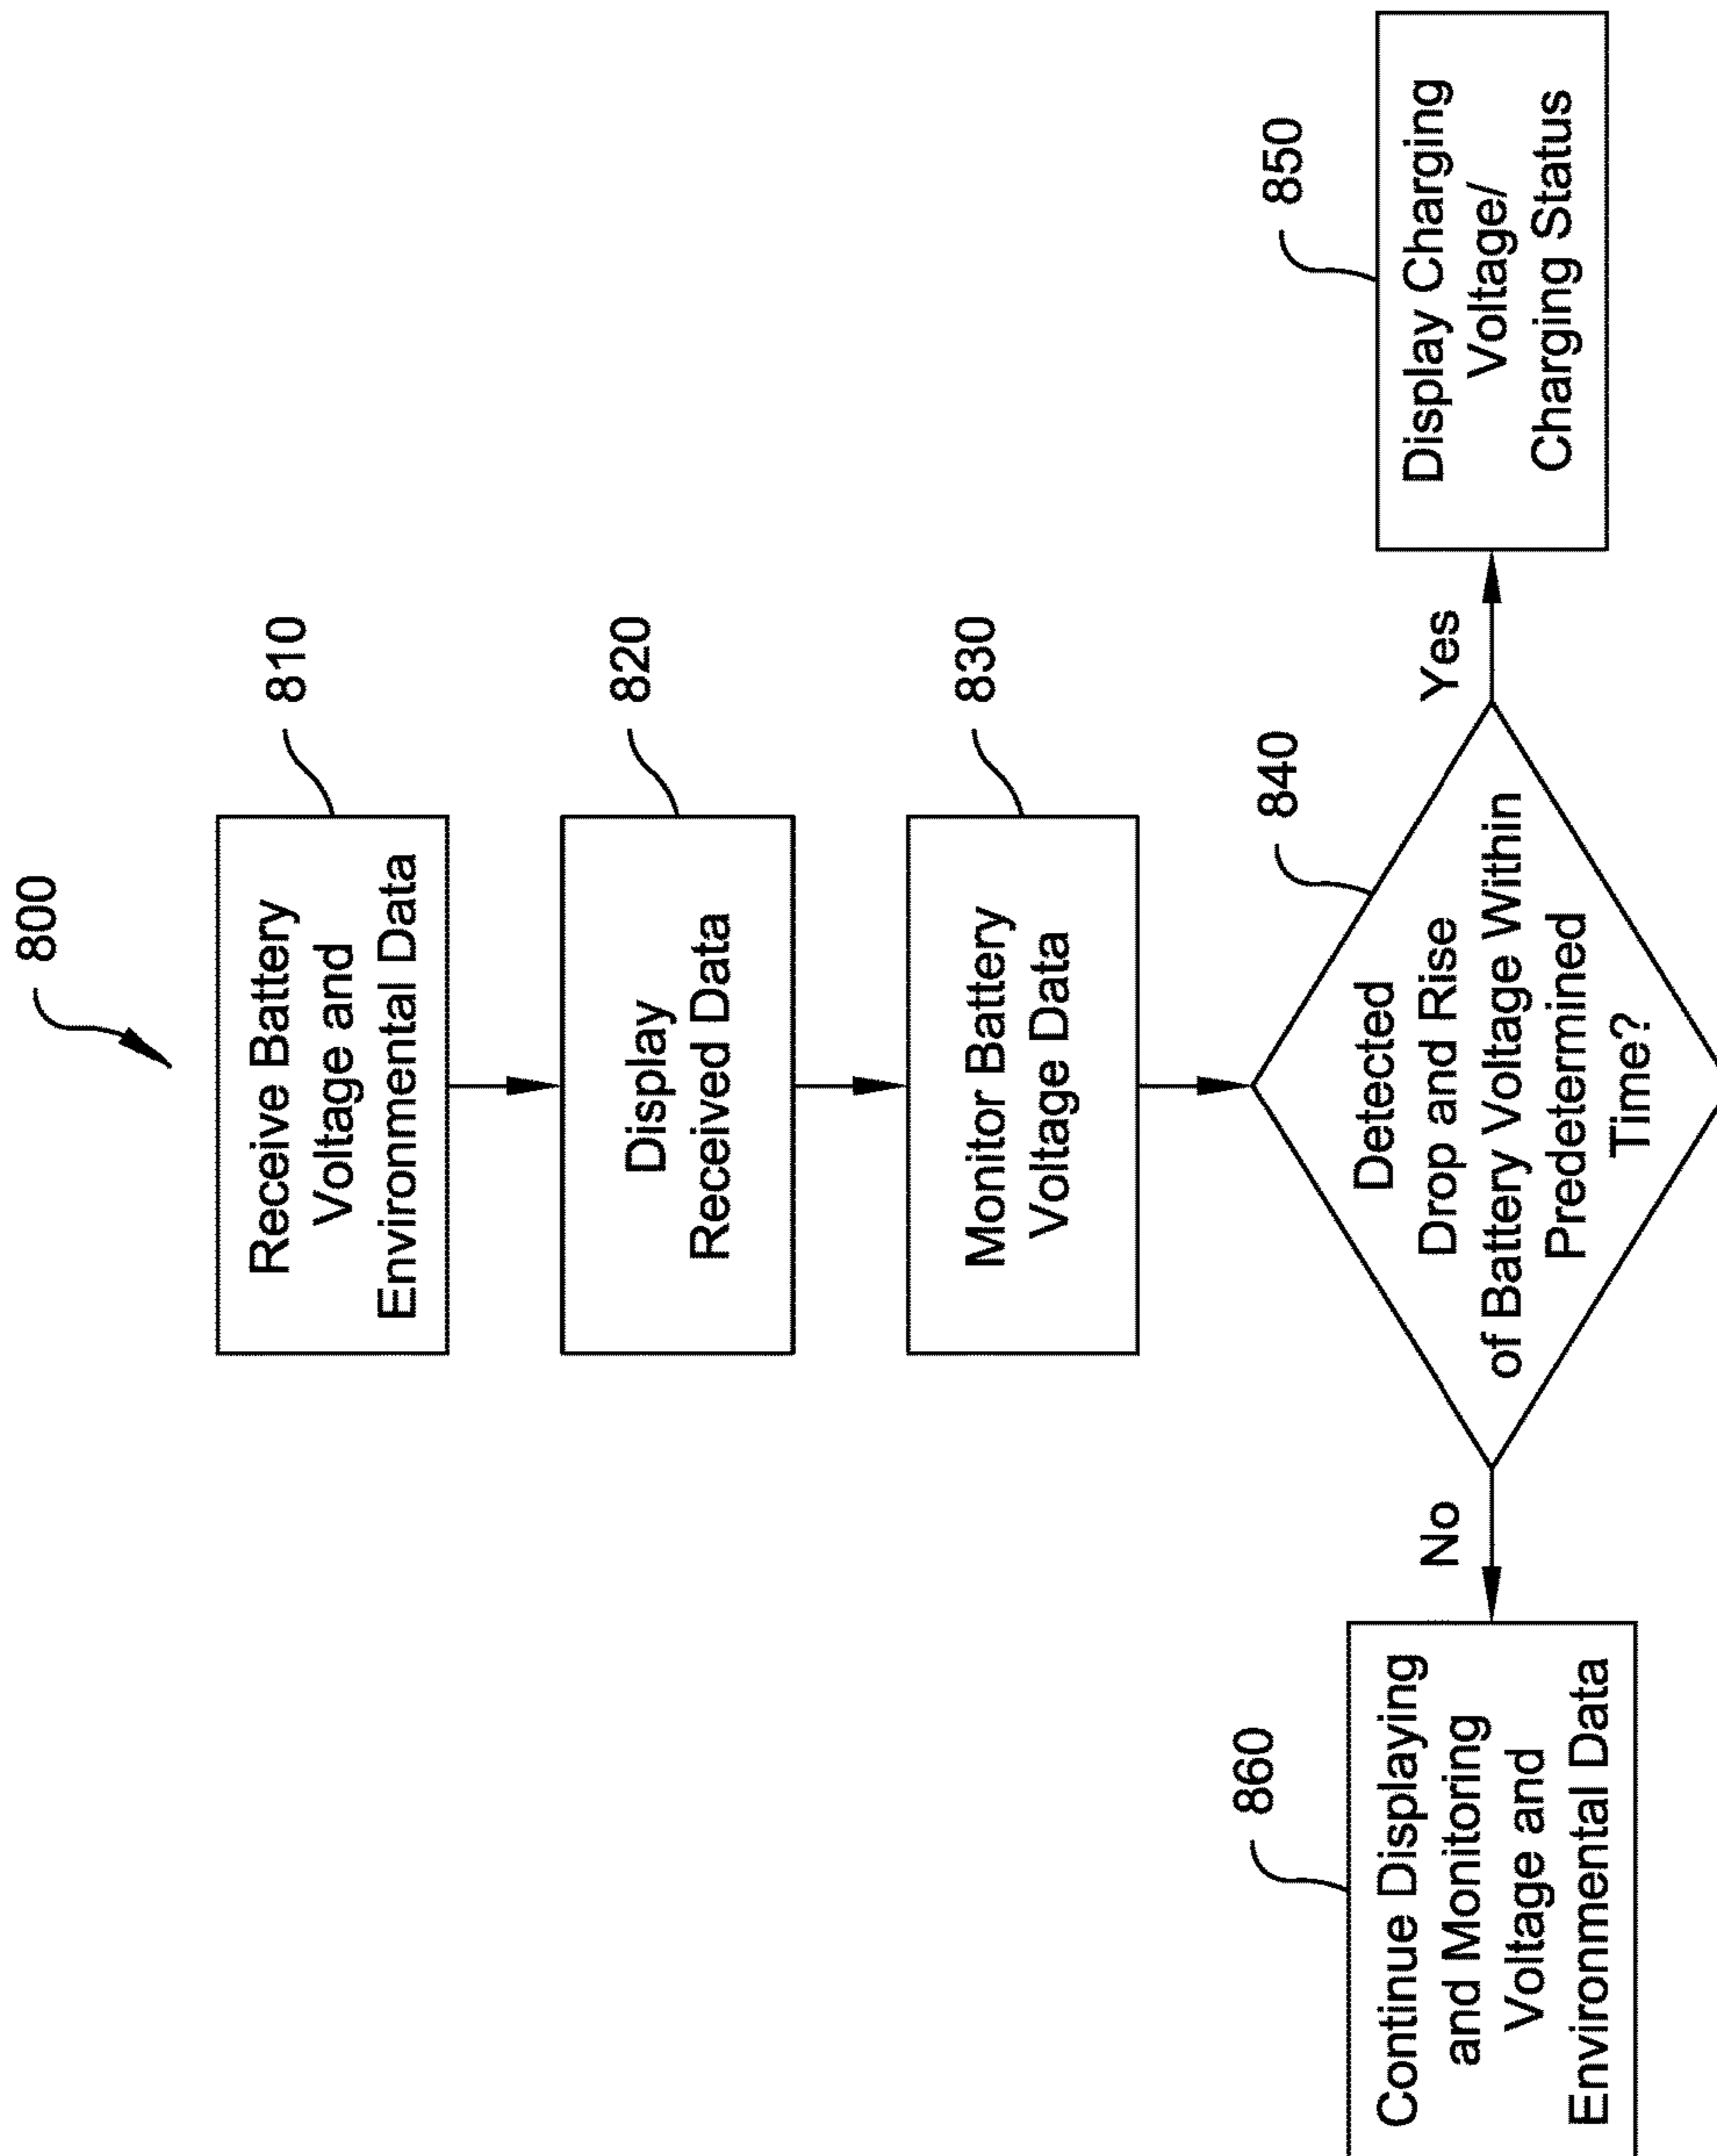 800
810
Receive Battery
Voltage and
Environmental Data
820
Display
Received Data
830
Monitor Battery
Voltage Data
840
Detected
Drop and Rise
of Battery Voltage Within
Predetermined
Time?
Yes
850
Display Charging
Voltage/
Charging Status
No
860
Continue Displaying
and Monitoring
Voltage and
Environmental Data